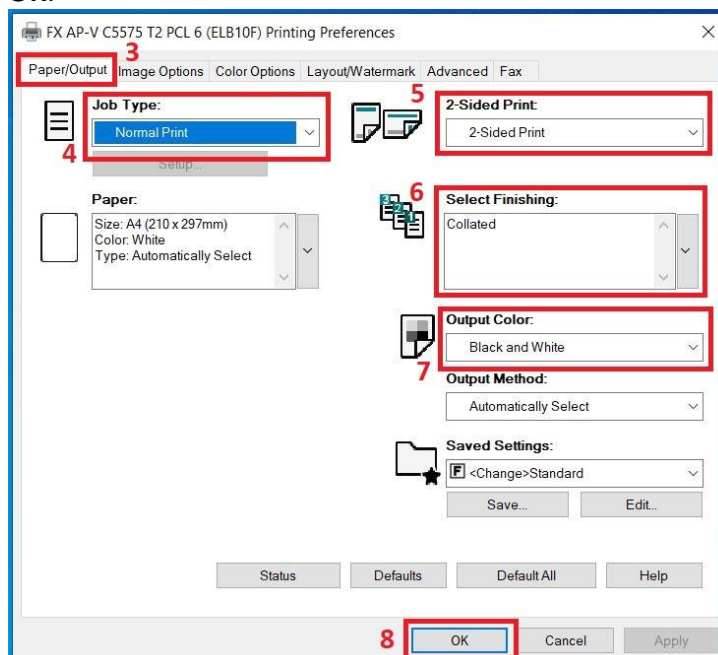 OK.
FX AP-V C5575 T2 PCL 6 (ELB10F) Printing Preferences
3
Paper/Output Image Options Color Options Layout/Watermark Advanced Fax
Job Type:
Normal Print
4
Setup...
Paper:
Size: A4 (210 x 297mm)
Color: White
Type: Automatically Select
5
2-Sided Print:
2-Sided Print
6
Select Finishing:
Collated
Output Color:
Black and White
7
Output Method:
Automatically Select
Saved Settings:
F <Change>Standard
Save... Edit...
Status Defaults Default All Help
8
OK Cancel Apply